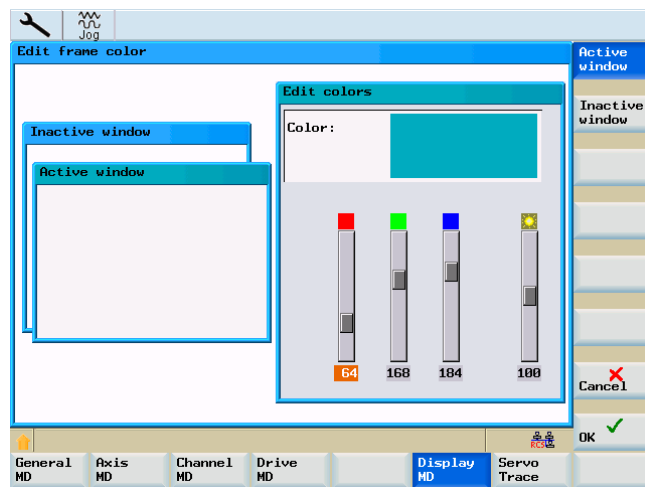 Jog
Edit frame color
Active
window
Edit colors
Inactive
window
Color:
Inactive window
Active window
64 168 184 100
Cancel
RCS
OK
General
MD
Axis
MD
Channel
MD
Drive
MD
Display
MD
Servo
Trace